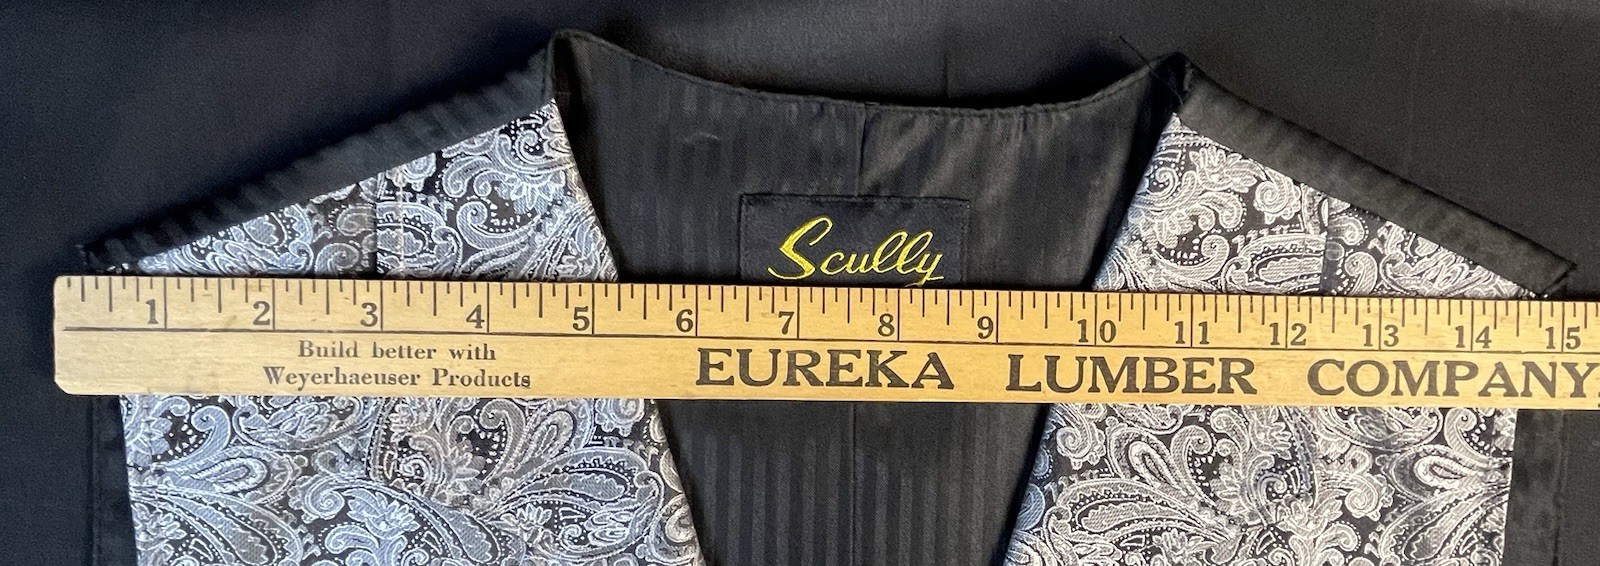 Scully
1 2 3 4 5 6 7 8 9 10 11 12 13 14 15
Build better with
Weyerhaeuser Products
EUREKA LUMBER COMPANY